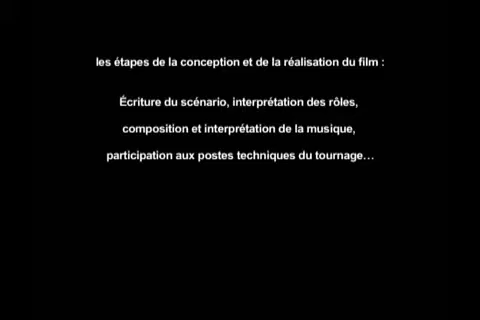 les étapes de la conception et de la réalisation du film :
Écriture du scénario, interprétation des rôles,
composition et interprétation de la musique,
participation aux postes techniques du tournage…